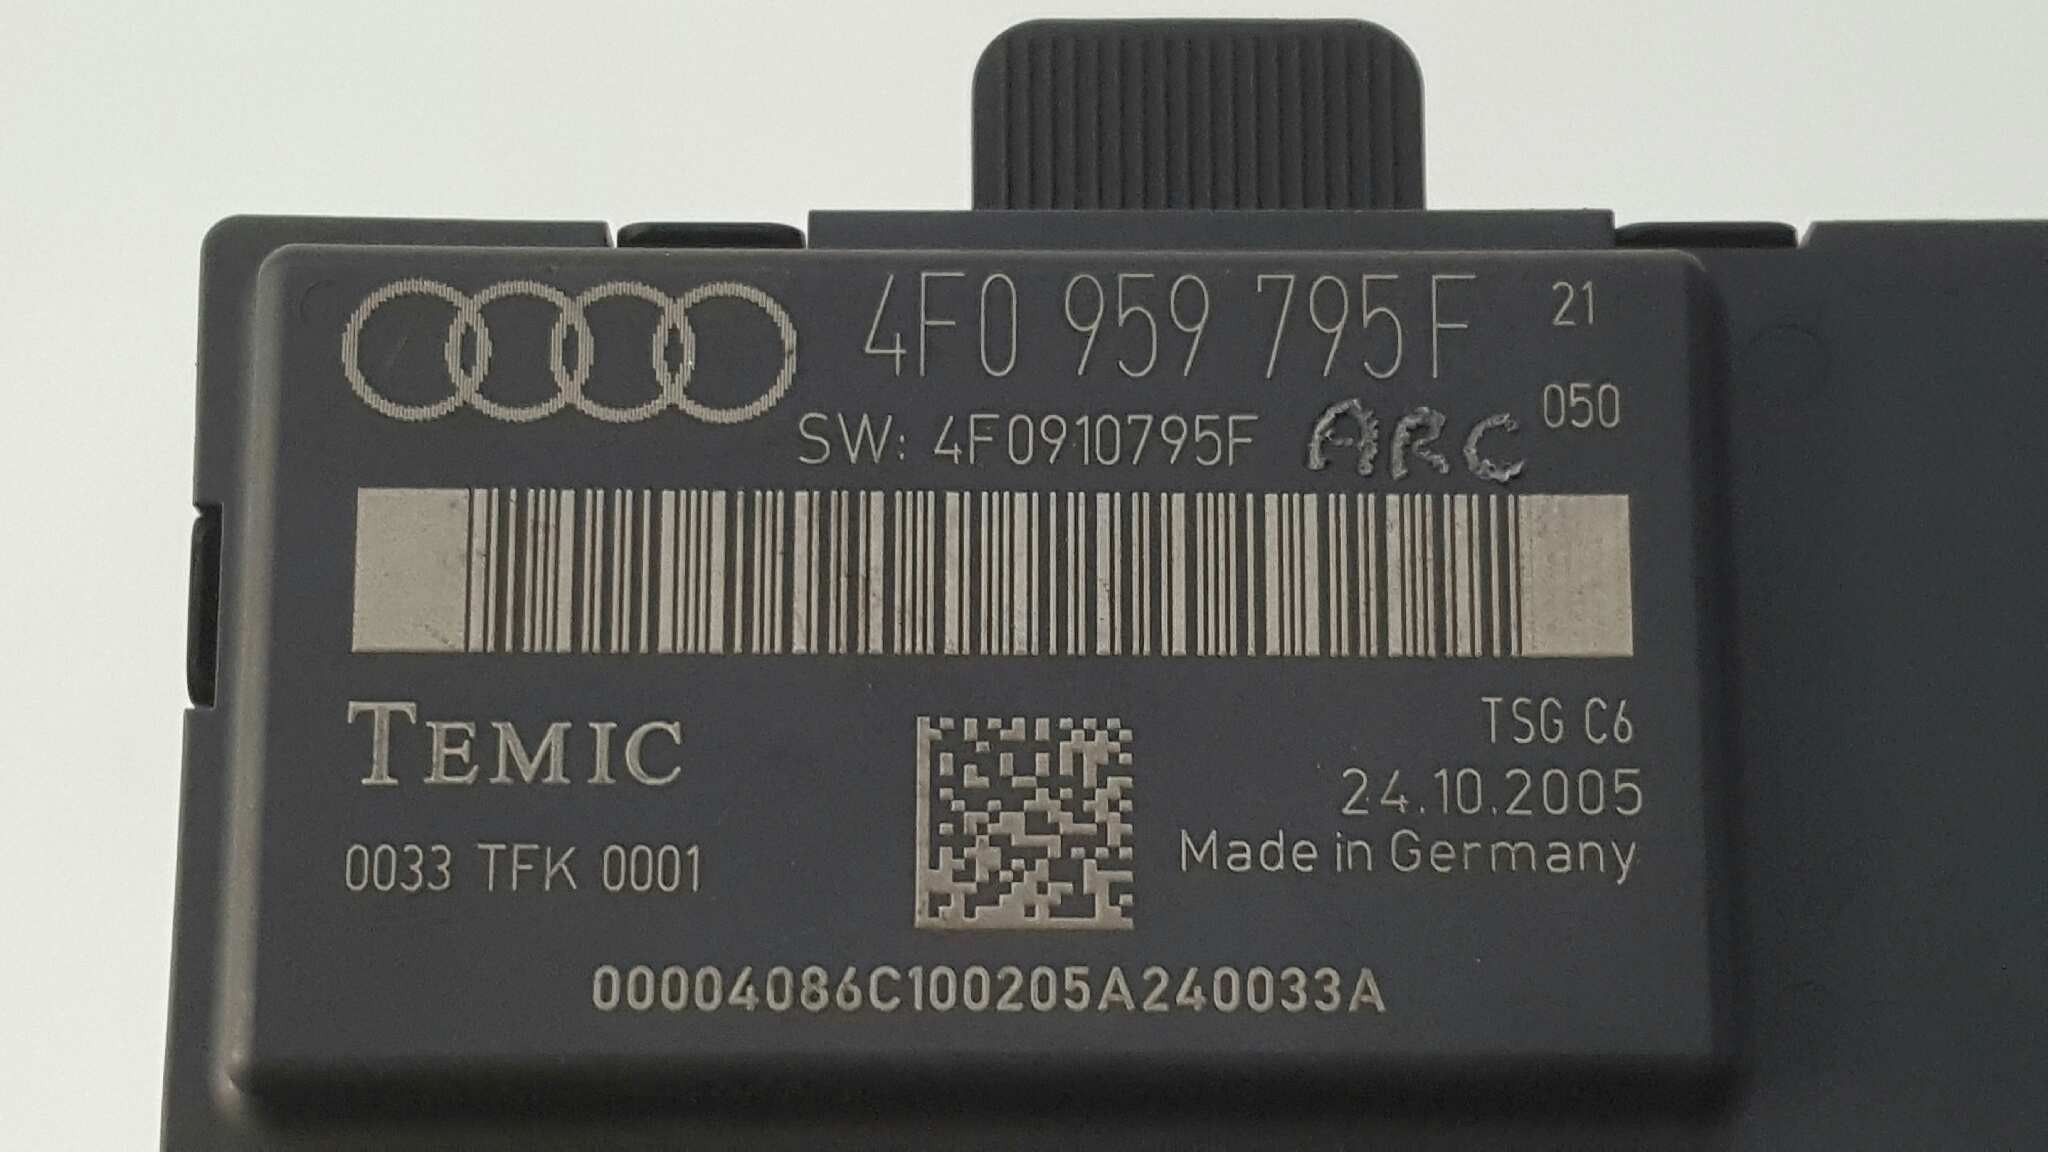 4F0 959 795F 21
050
SW: 4F0910795F ARC
TEMIC
TSG C6
24.10.2005
Made in Germany
0033 TFK 0001
00004086C100205A240033A